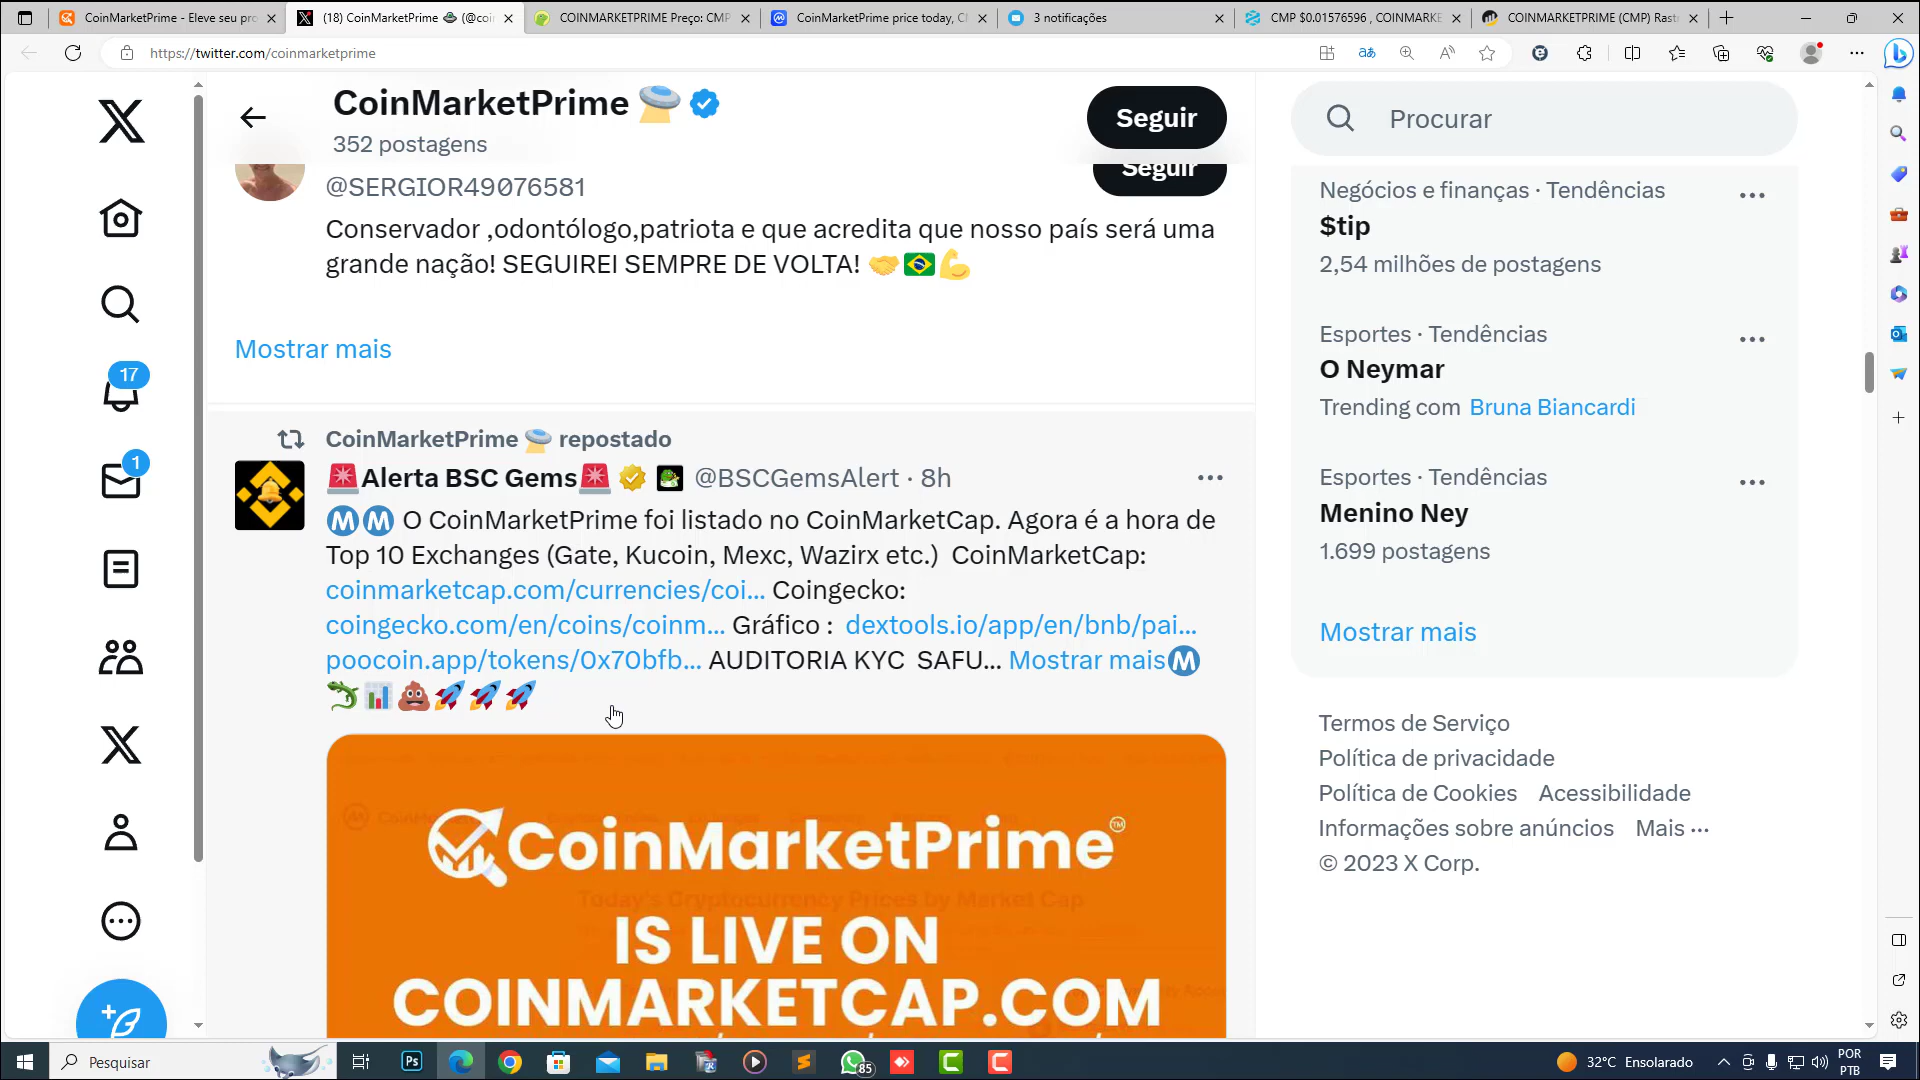 CoinMarketPrime - Eleve seu pro
(18) CoinMarketPrime 🛸 (@coin
COINMARKETPRIME Preço: CMP
CoinMarketPrime price today, C
3 notificações
CMP $0.01576596 , COINMARKE
COINMARKETPRIME (CMP) Rast
https://twitter.com/coinmarketprime
CoinMarketPrime 🛸
352 postagens
Seguir
@SERGIOR49076581
Seguir
Conservador ,odontólogo,patriota e que acredita que nosso país será uma
grande nação! SEGUIREI SEMPRE DE VOLTA! 🤝🇧🇷💪
Mostrar mais
CoinMarketPrime 🛸 repostado
🚨Alerta BSC Gems🚨 @BSCGemsAlert · 8h
Ⓜ️Ⓜ️ O CoinMarketPrime foi listado no CoinMarketCap. Agora é a hora de
Top 10 Exchanges (Gate, Kucoin, Mexc, Wazirx etc.) CoinMarketCap:
coinmarketcap.com/currencies/coi... Coingecko:
coingecko.com/en/coins/coinm... Gráfico : dextools.io/app/en/bnb/pai...
poocoin.app/tokens/0x70bfb... AUDITORIA KYC SAFU... Mostrar maisⓂ️
🦎📊💩🚀🚀🚀
CoinMarketPrime™
Today's Cryptocurrency Prices by Market Cap
IS LIVE ON
COINMARKETCAP.COM
17
1
Procurar
Negócios e finanças · Tendências
$tip
2,54 milhões de postagens
Esportes · Tendências
O Neymar
Trending com Bruna Biancardi
Esportes · Tendências
Menino Ney
1.699 postagens
Mostrar mais
Termos de Serviço
Política de privacidade
Política de Cookies Acessibilidade
Informações sobre anúncios Mais ···
© 2023 X Corp.
Pesquisar
85
32°C Ensolarado
POR
PTB